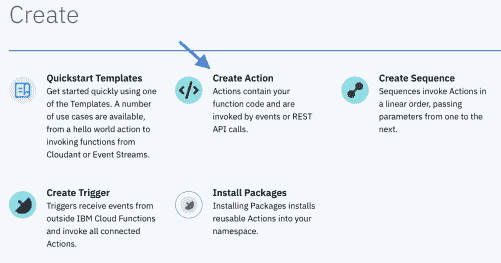 Create
Quickstart Templates
Get started quickly using one
of the Templates. A number
of use cases are available,
from a hello world action to
invoking functions from
Cloudant or Event Streams.
Create Action
Actions contain your
function code and are
invoked by events or REST
API calls.
Create Sequence
Sequences invoke Actions in
a linear order, passing
parameters from one to the
next.
Create Trigger
Triggers receive events from
outside IBM Cloud Functions
and invoke all connected
Actions.
Install Packages
Installing Packages installs
reusable Actions into your
namespace.